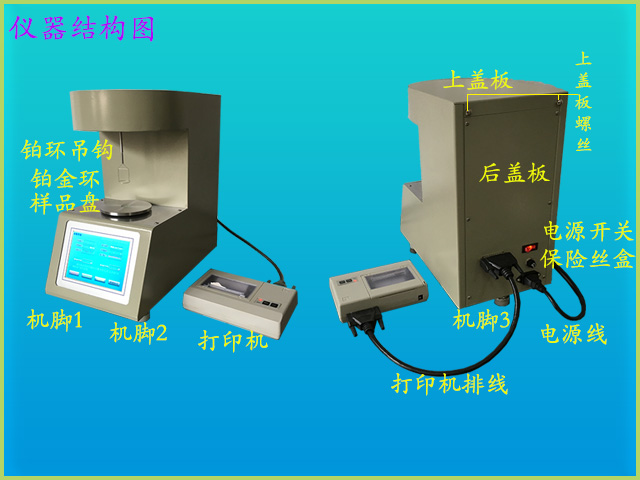 仪器结构图
铂环吊钩
铂金环
样品盘
机脚1
机脚2
打印机
上盖板
上盖板螺丝
后盖板
电源开关
保险丝盒
机脚3
电源线
打印机排线